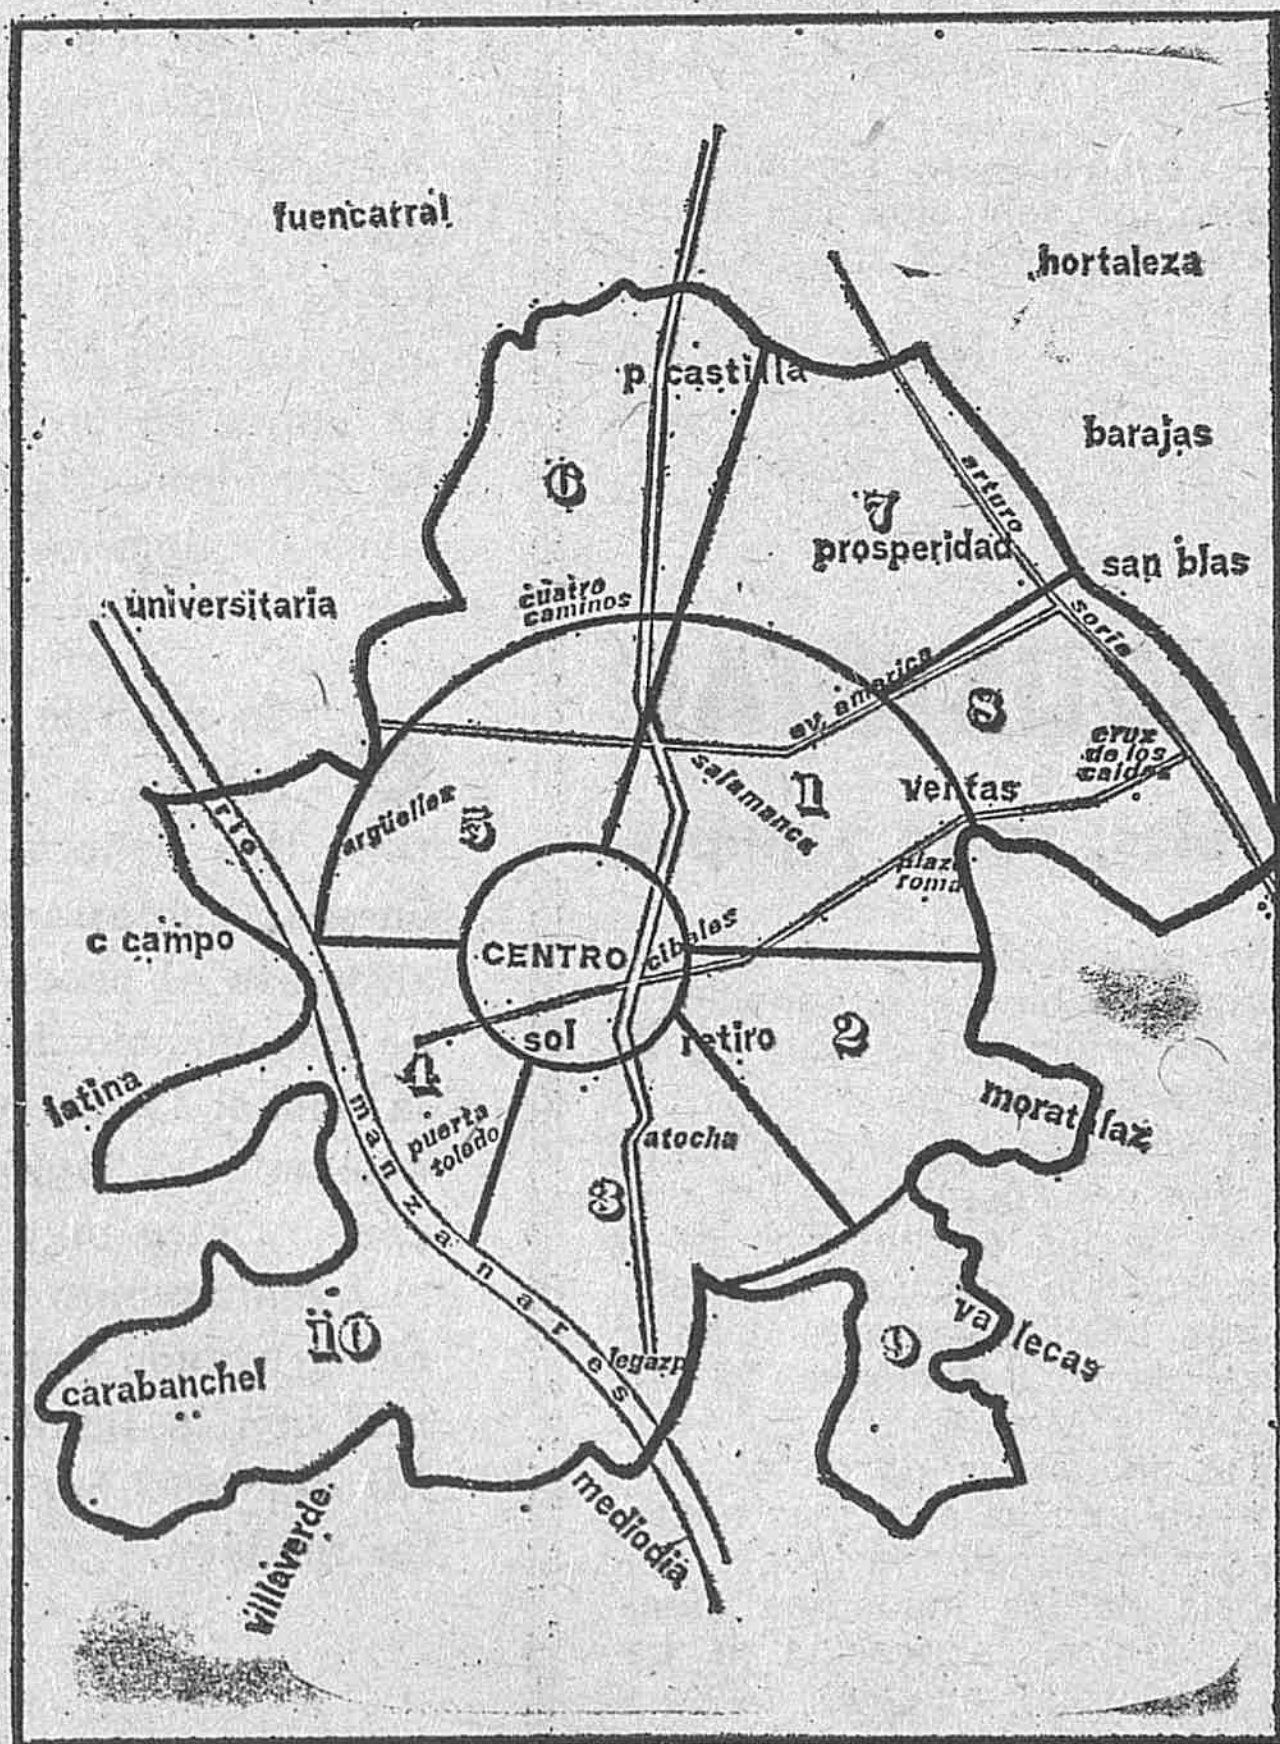 fuencarral
hortaleza
p. castilla
barajas
6
7
arturo
prosperidad
san blas
cuatro
caminos
universitaria
soria
av. america
8
cruz
de los
caidos
salamanca
1
ventas
rio
argüelles
5
plaza
roma
c campo
CENTRO
cibeles
sol
retiro
2
4
latina
puerta
toledo
moratalaz
atocha
manzanares
3
10
vallecas
9
legazpi
carabanchel
villaverde
mediodia